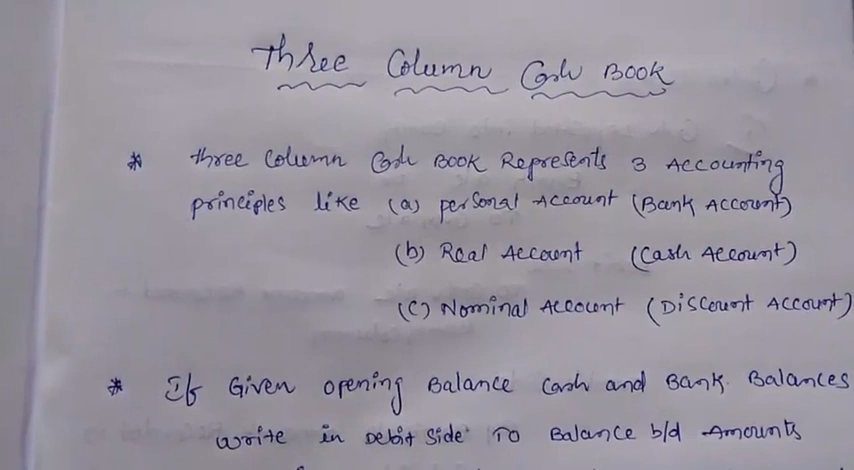 Three Column Cash Book
* three Column Cash Book Represents 3 Accounting
principles like (a) personal Account (Bank Account)
(b) Real Account (Cash Account)
(C) Nominal Account (Discount Account)
* If Given opening Balance Cash and Bank Balances
write in Debit Side To Balance b/d Amounts